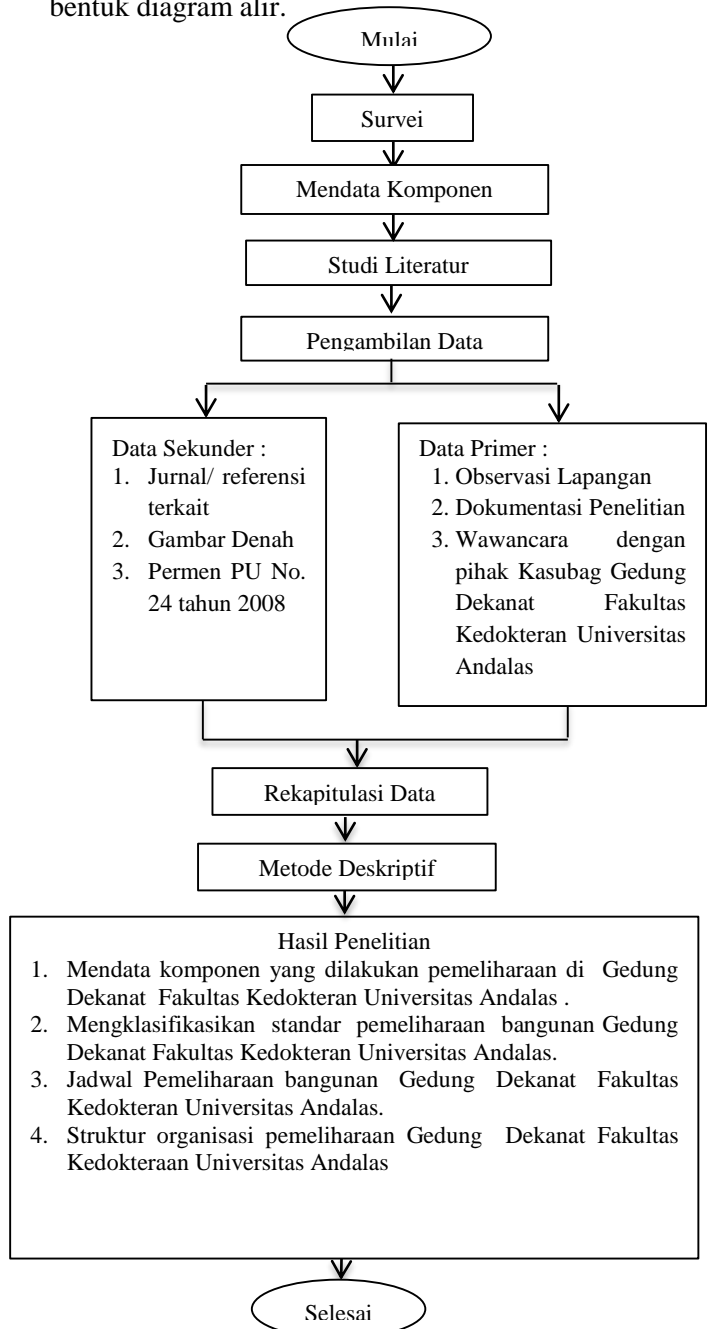 bentuk diagram alir.
Mulai
Survei
Mendata Komponen
Studi Literatur
Pengambilan Data
Data Sekunder :
1. Jurnal/ referensi
terkait
2. Gambar Denah
3. Permen PU No.
24 tahun 2008
Data Primer :
1. Observasi Lapangan
2. Dokumentasi Penelitian
3. Wawancara dengan
pihak Kasubag Gedung
Dekanat Fakultas
Kedokteran Universitas
Andalas
Rekapitulasi Data
Metode Deskriptif
Hasil Penelitian
1. Mendata komponen yang dilakukan pemeliharaan di Gedung
Dekanat Fakultas Kedokteran Universitas Andalas .
2. Mengklasifikasikan standar pemeliharaan bangunan Gedung
Dekanat Fakultas Kedokteran Universitas Andalas.
3. Jadwal Pemeliharaan bangunan Gedung Dekanat Fakultas
Kedokteran Universitas Andalas.
4. Struktur organisasi pemeliharaan Gedung Dekanat Fakultas
Kedokteraan Universitas Andalas
Selesai